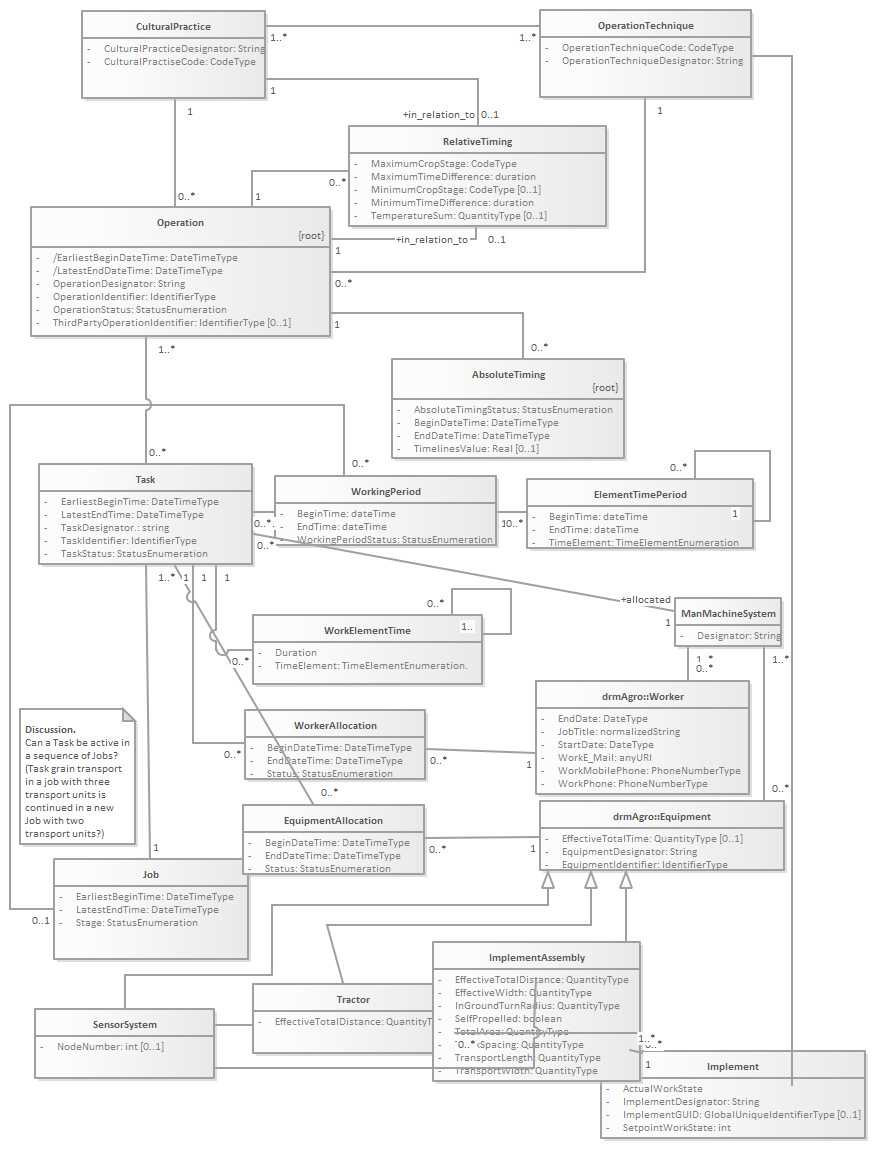 CulturalPractice
- CulturalPracticeDesignator: String
- CulturalPractiseCode: CodeType
OperationTechnique
- OperationTechniqueCode: CodeType
- OperationTechniqueDesignator: String
1..*
1..*
1
1
1
+in_relation_to 0..1
RelativeTiming
- MaximumCropStage: CodeType
- MaximumTimeDifference: duration
- MinimumCropStage: CodeType [0..1]
- MinimumTimeDifference: duration
- TemperatureSum: QuantityType [0..1]
0..*
1
0..*
Operation
{root}
- /EarliestBeginDateTime: DateTimeType
- /LatestEndDateTime: DateTimeType
- OperationDesignator: String
- OperationIdentifier: IdentifierType
- OperationStatus: StatusEnumeration
- ThirdPartyOperationIdentifier: IdentifierType [0..1]
+in_relation_to 0..1
1
0..*
1
1..*
0..*
AbsoluteTiming
{root}
- AbsoluteTimingStatus: StatusEnumeration
- BeginDateTime: DateTimeType
- EndDateTime: DateTimeType
- TimelinesValue: Real [0..1]
0..*
0..*
0..*
Task
- EarliestBeginTime: DateTimeType
- LatestEndTime: DateTimeType
- TaskDesignator.: string
- TaskIdentifier: IdentifierType
- TaskStatus: StatusEnumeration
WorkingPeriod
- BeginTime: dateTime
- EndTime: dateTime
- WorkingPeriodStatus: StatusEnumeration
0..*
0..*
10..*
ElementTimePeriod
1
- BeginTime: dateTime
- EndTime: dateTime
- TimeElement: TimeElementEnumeration
1..* 1 1 1
+allocated
1
ManMachineSystem
- Designator: String
0..*
WorkElementTime
1..
- Duration
- TimeElement: TimeElementEnumeration.
0..*
1 *
0..*
1..*
drmAgro::Worker
- EndDate: DateType
- JobTitle: normalizedString
- StartDate: DateType
- WorkE_Mail: anyURI
- WorkMobilePhone: PhoneNumberType
- WorkPhone: PhoneNumberType
Discussion.
Can a Task be active in
a sequence of Jobs?
(Task grain transport
in a job with three
transport units is
continued in a new
Job with two
transport units?)
WorkerAllocation
- BeginDateTime: DateTimeType
- EndDateTime: DateTimeType
- Status: StatusEnumeration
0..*
0..*
1
0..*
0..*
EquipmentAllocation
- BeginDateTime: DateTimeType
- EndDateTime: DateTimeType
- Status: StatusEnumeration
0..*
1
drmAgro::Equipment
- EffectiveTotalTime: QuantityType [0..1]
- EquipmentDesignator: String
- EquipmentIdentifier: IdentifierType
1
Job
- EarliestBeginTime: DateTimeType
- LatestEndTime: DateTimeType
- Stage: StatusEnumeration
0..1
ImplementAssembly
- EffectiveTotalDistance: QuantityType
- EffectiveWidth: QuantityType
- InGroundTurnRadius: QuantityType
- SelfPropelled: boolean
- TotalArea: QuantityType
- kSpacing: QuantityType
- TransportLength: QuantityType
- TransportWidth: QuantityType
0..*
Tractor
- EffectiveTotalDistance: QuantityT
SensorSystem
- NodeNumber: int [0..1]
1..*
0..*
1
Implement
- ActualWorkState
- ImplementDesignator: String
- ImplementGUID: GlobalUniqueIdentifierType [0..1]
- SetpointWorkState: int